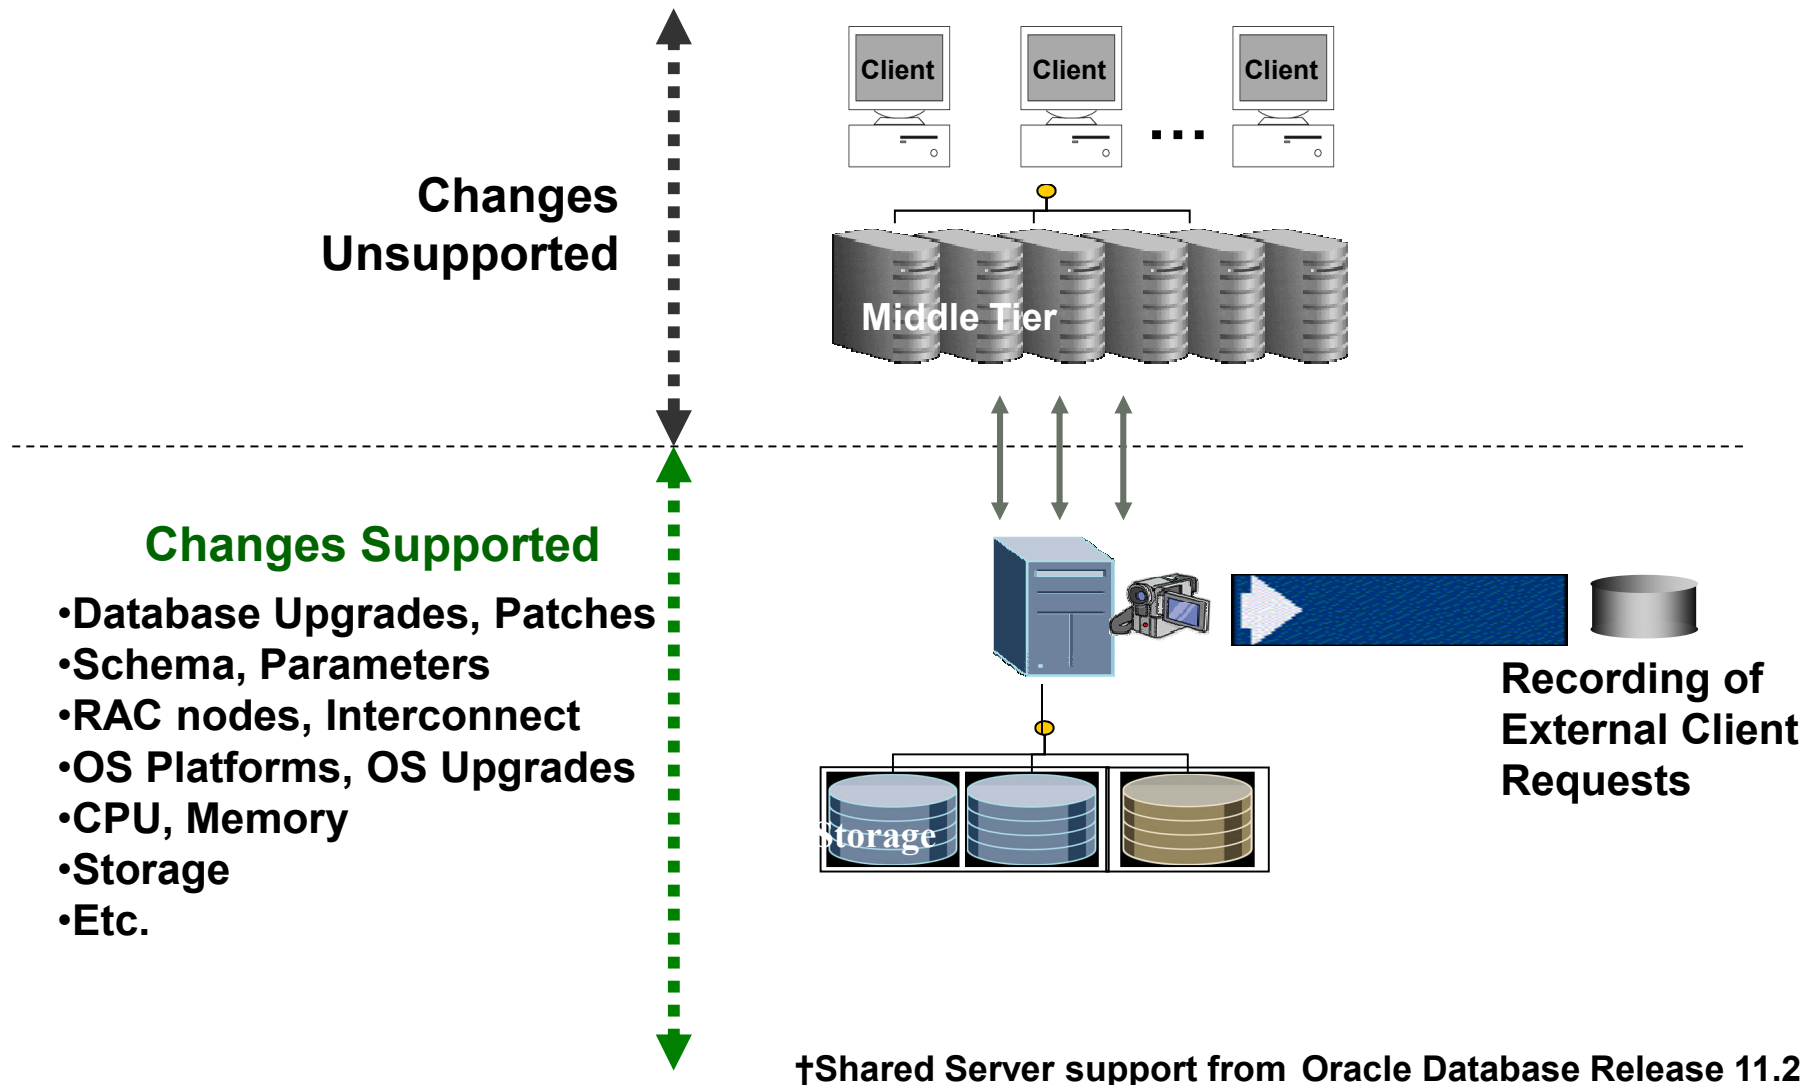 Client
Client
Client
...
Changes
Unsupported
Middle Tier
Changes Supported
•Database Upgrades, Patches
•Schema, Parameters
•RAC nodes, Interconnect
•OS Platforms, OS Upgrades
•CPU, Memory
•Storage
•Etc.
Recording of
External Client
Requests
Storage
†Shared Server support from Oracle Database Release 11.2